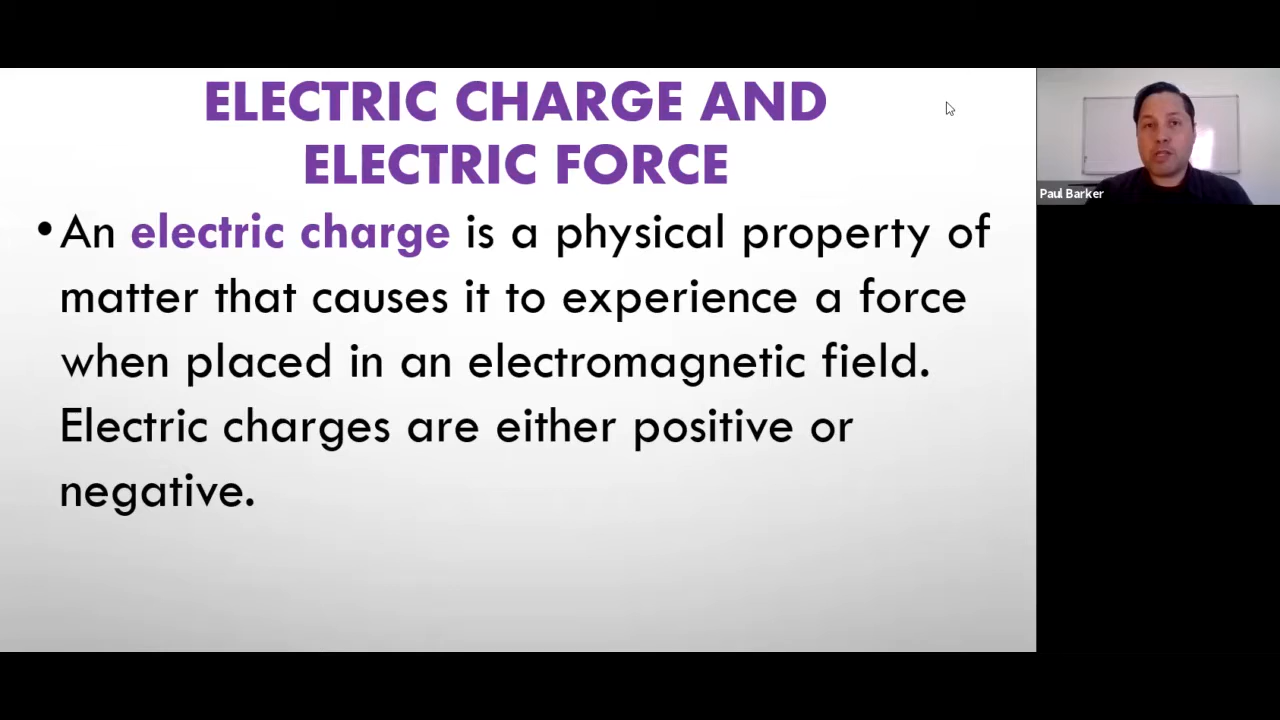 ELECTRIC CHARGE AND
ELECTRIC FORCE
• An electric charge is a physical property of
matter that causes it to experience a force
when placed in an electromagnetic field.
Electric charges are either positive or
negative.
Paul Barker